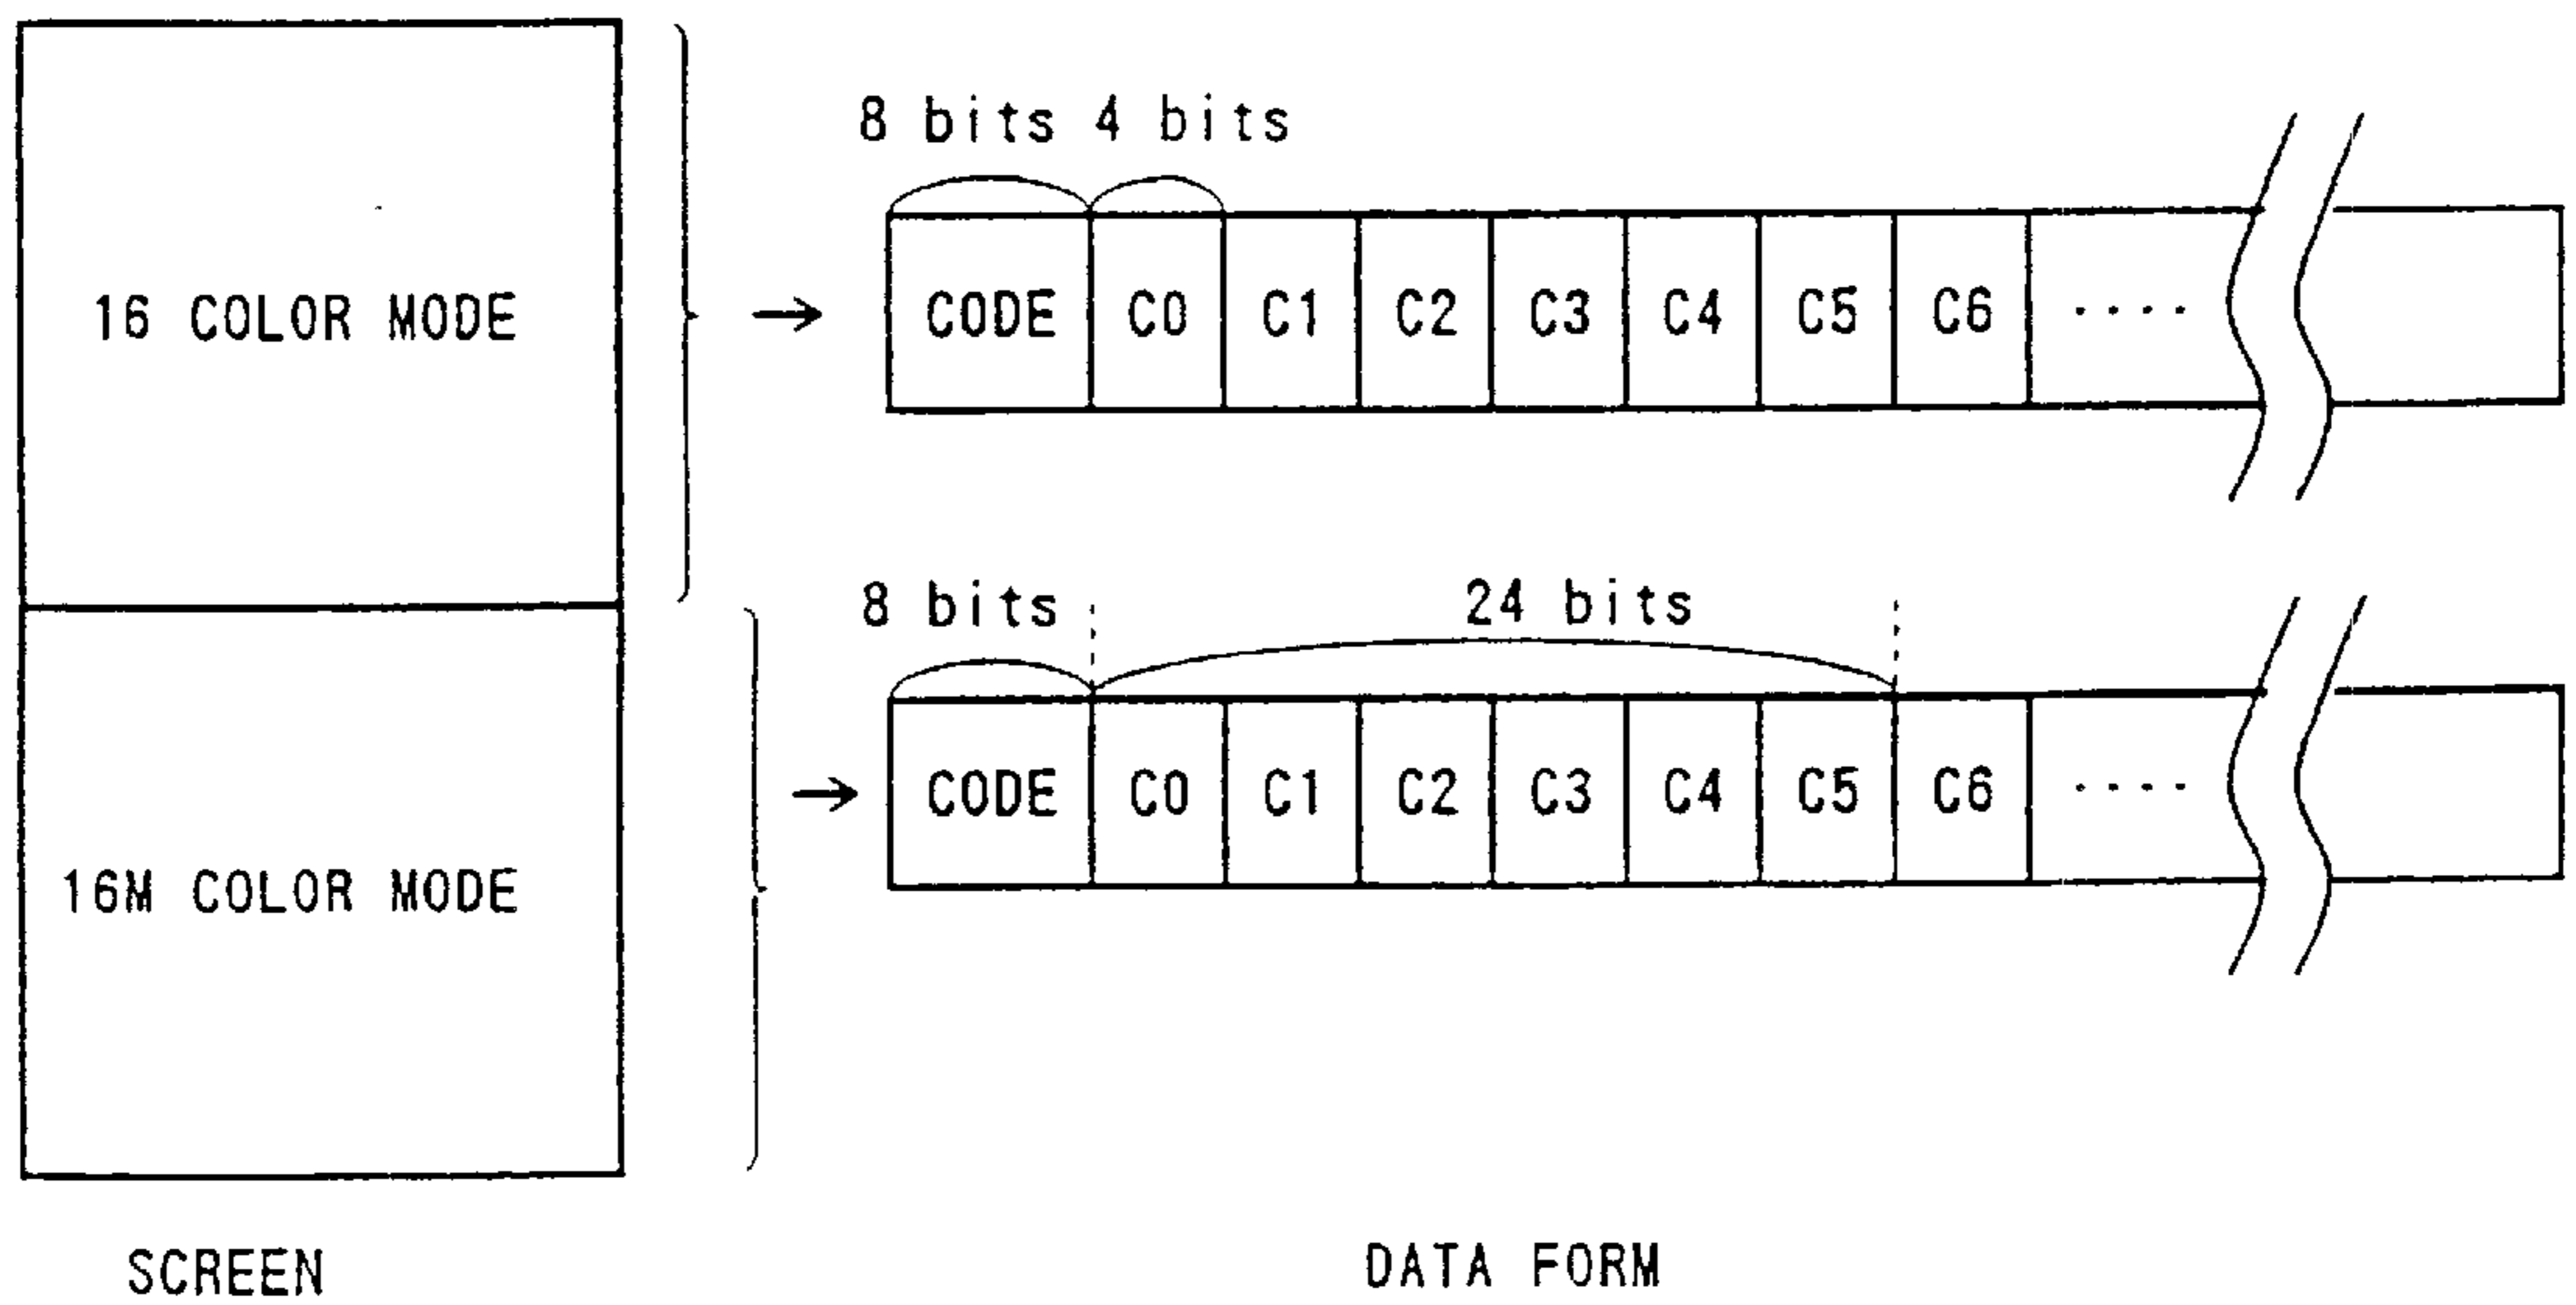 8 bits 4 bits
16 COLOR MODE
CODE C0 C1 C2 C3 C4 C5 C6 ....
8 bits 24 bits
16M COLOR MODE
CODE C0 C1 C2 C3 C4 C5 C6 ....
SCREEN
DATA FORM